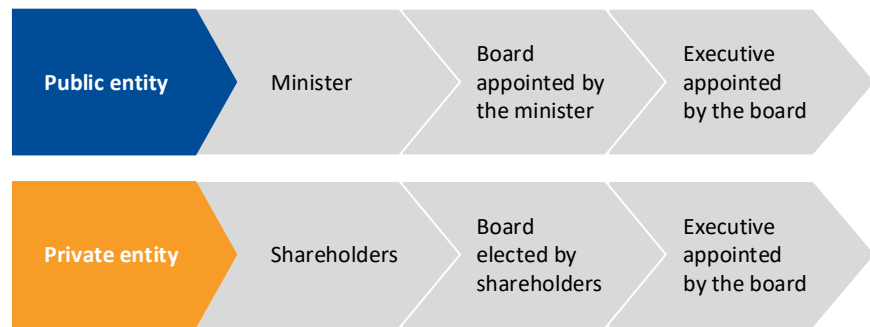 Public entity
Minister
Board
appointed by
the minister
Executive
appointed
by the board
Private entity
Shareholders
Board
elected by
shareholders
Executive
appointed
by the board